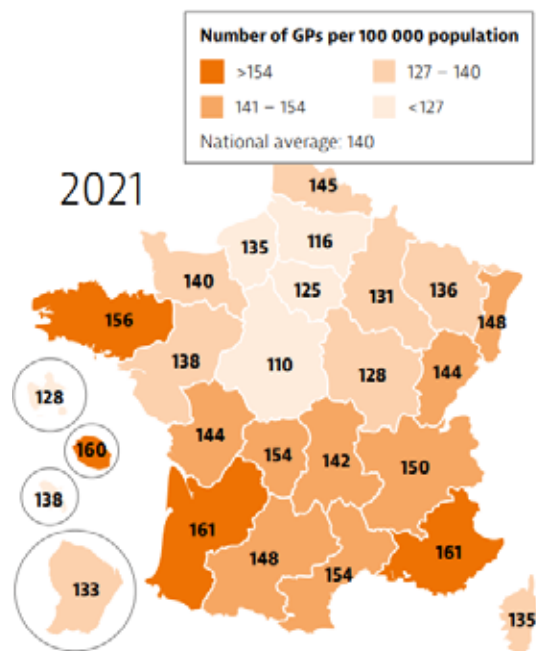 Number of GPs per 100 000 population
>154 127 – 140
141 – 154 <127
National average: 140
2021
145
135 116
140 125 131 136
156 148
138 110 128 144
128
144 154 142 150
160
138
161 148 154 161
133 135